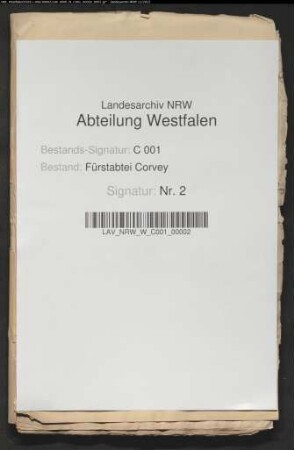 Landesarchiv NRW
Abteilung Westfalen
Bestands-Signatur: C 001
Bestand: Fürstabtei Corvey
Signatur: Nr. 2
LAV_NRW_W_C001_00002